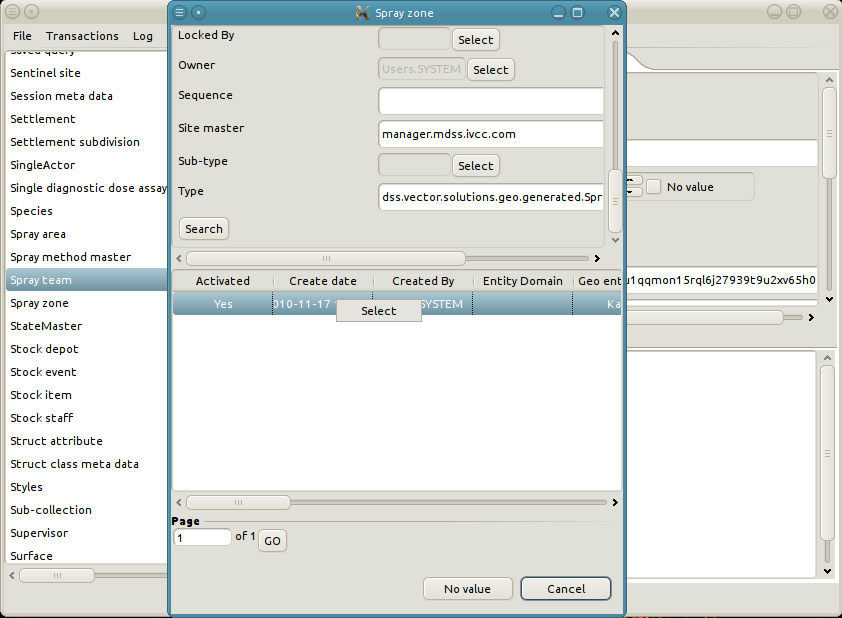 Spray zone
File Transactions Log
Saved query
Sentinel site
Session meta data
Settlement
Settlement subdivision
SingleActor
Single diagnostic dose assay
Species
Spray area
Spray method master
Spray team
Spray zone
StateMaster
Stock depot
Stock event
Stock item
Stock staff
Struct attribute
Struct class meta data
Styles
Sub-collection
Supervisor
Surface
Locked By Select
Owner Users.SYSTEM Select
Sequence
Site master manager.mdss.ivcc.com
Sub-type Select
Type dss.vector.solutions.geo.generated.Spr
Search
Activated Create date Created By Entity Domain Geo ent
Yes 010-11-17 SYSTEM Ka
Select
Page
1 of 1 GO
No value Cancel
No value
u1qqmon15rql6j27939t9u2xv65h0